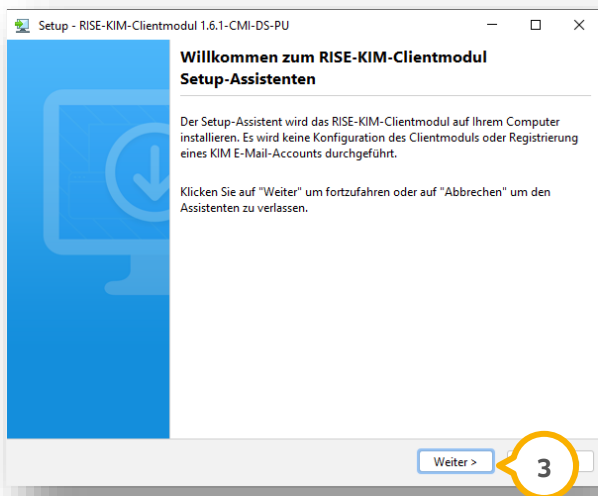 Setup - RISE-KIM-Clientmodul 1.6.1-CMI-DS-PU
Willkommen zum RISE-KIM-Clientmodul
Setup-Assistenten
Der Setup-Assistent wird das RISE-KIM-Clientmodul auf Ihrem Computer
installieren. Es wird keine Konfiguration des Clientmoduls oder Registrierung
eines KIM E-Mail-Accounts durchgeführt.
Klicken Sie auf "Weiter" um fortzufahren oder auf "Abbrechen" um den
Assistenten zu verlassen.
Weiter >
3